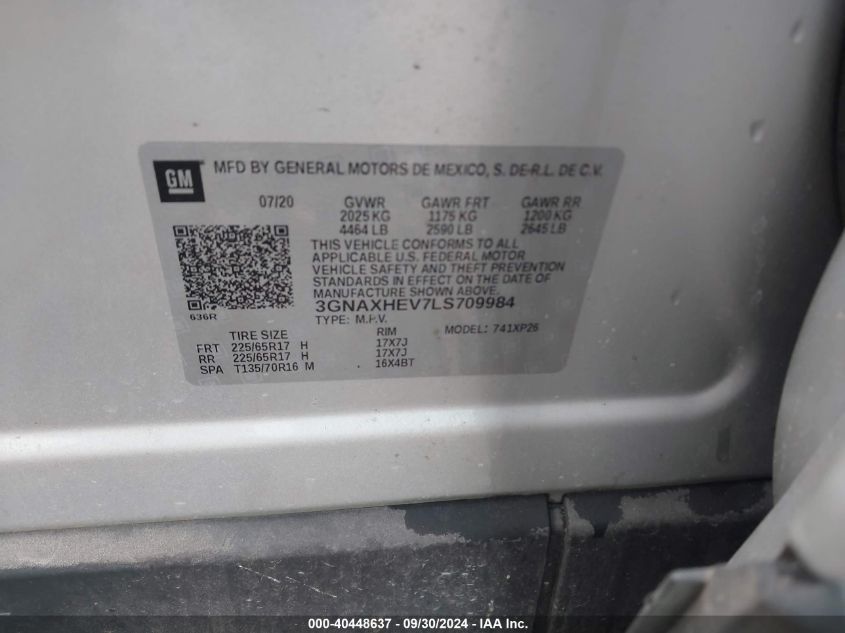 GM
MFD BY GENERAL MOTORS DE MEXICO, S. DE R.L. DE C.V.
07/20 GVWR GAWR FRT GAWR RR
2025 KG 1175 KG 1200 KG
4464 LB 2590 LB 2645 LB
THIS VEHICLE CONFORMS TO ALL
APPLICABLE U.S. FEDERAL MOTOR
VEHICLE SAFETY AND THEFT PREVENTION
STANDARDS IN EFFECT ON THE DATE OF
MANUFACTURE SHOWN ABOVE.
3GNAXHEV7LS709984
636R
TYPE: M.P.V. MODEL: 741XP26
TIRE SIZE RIM
FRT 225/65R17 H 17X7J
RR 225/65R17 H 17X7J
SPA T135/70R16 M 16X4BT
000-40448637 - 09/30/2024 - IAA Inc.